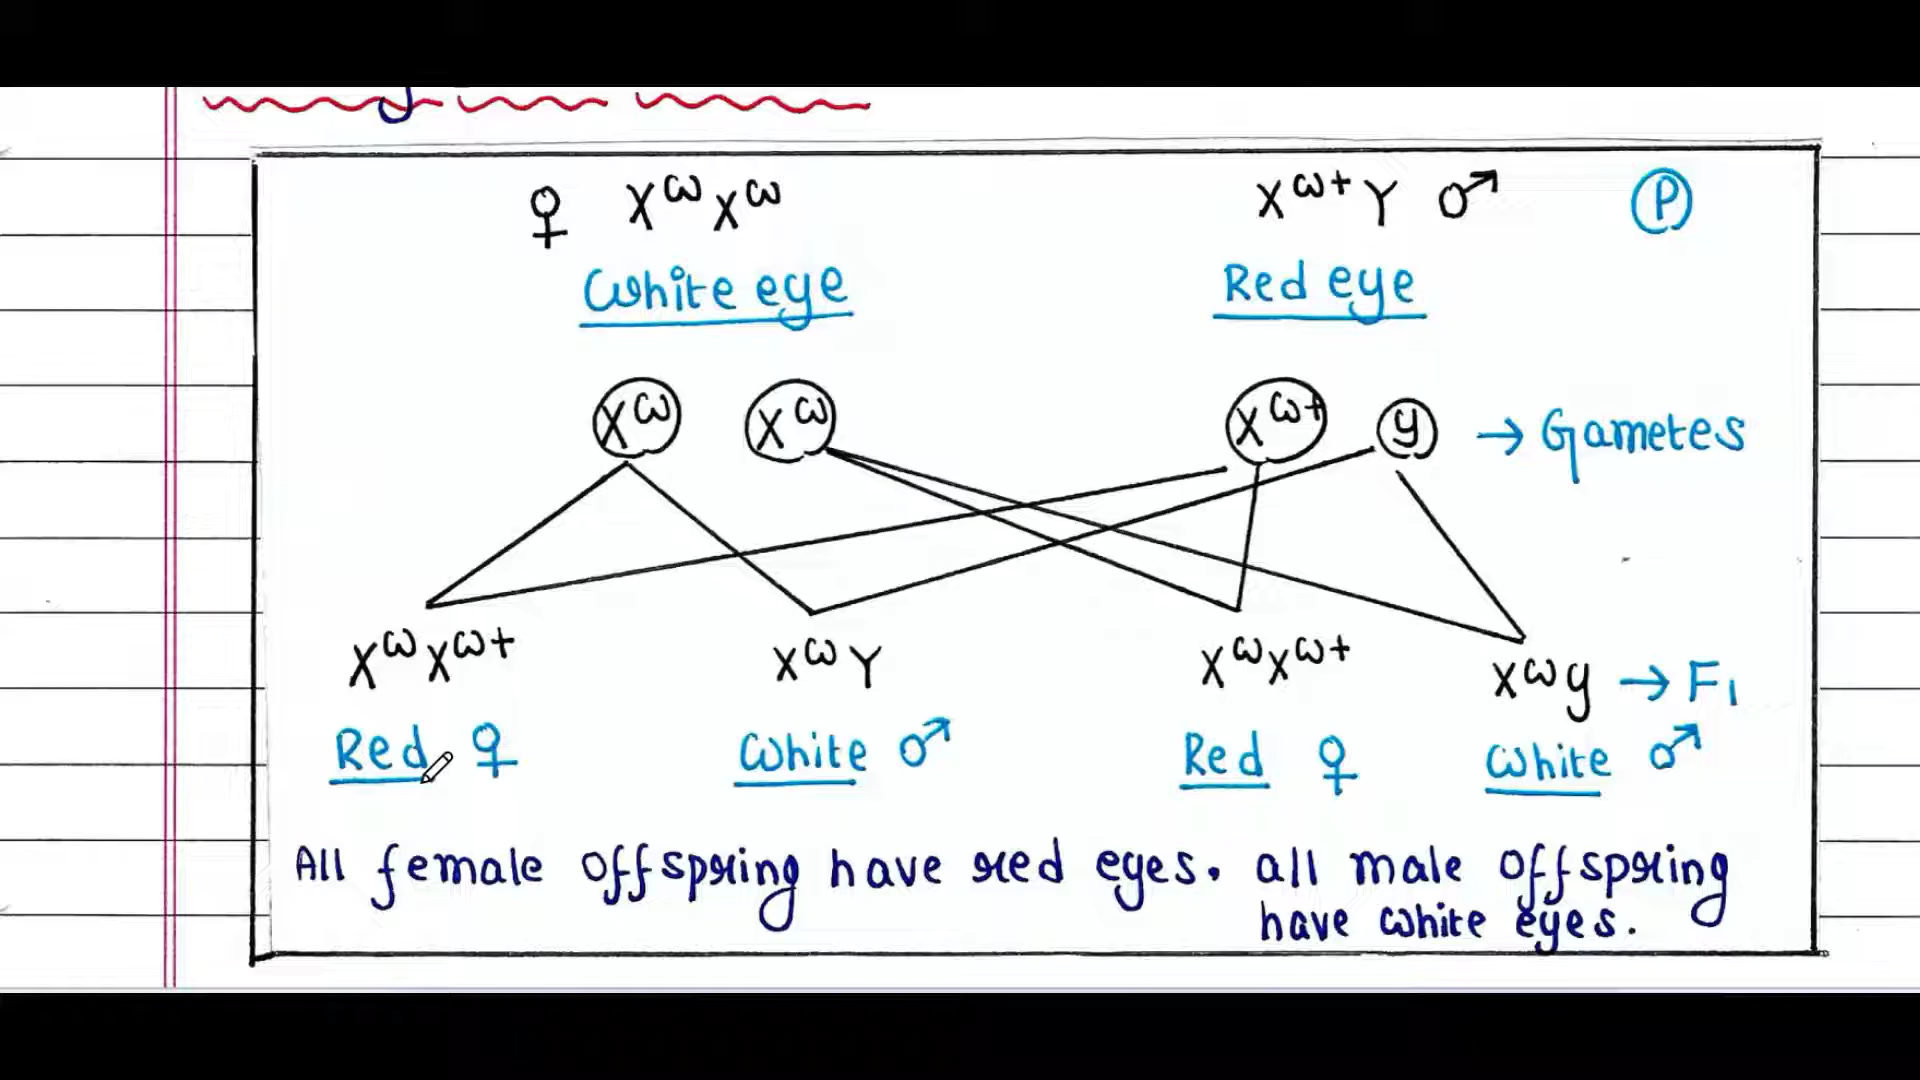 ♀ XᵂXᵂ Xᵂ⁺Y ♂ P
White eye Red eye
Xᵂ Xᵂ Xᵂ⁺ y → Gametes
XᵂXᵂ⁺ XᵂY XᵂXᵂ⁺ Xᵂy → F₁
Red ♀ White ♂ Red ♀ White ♂
All female offspring have red eyes. all male offspring
have white eyes.